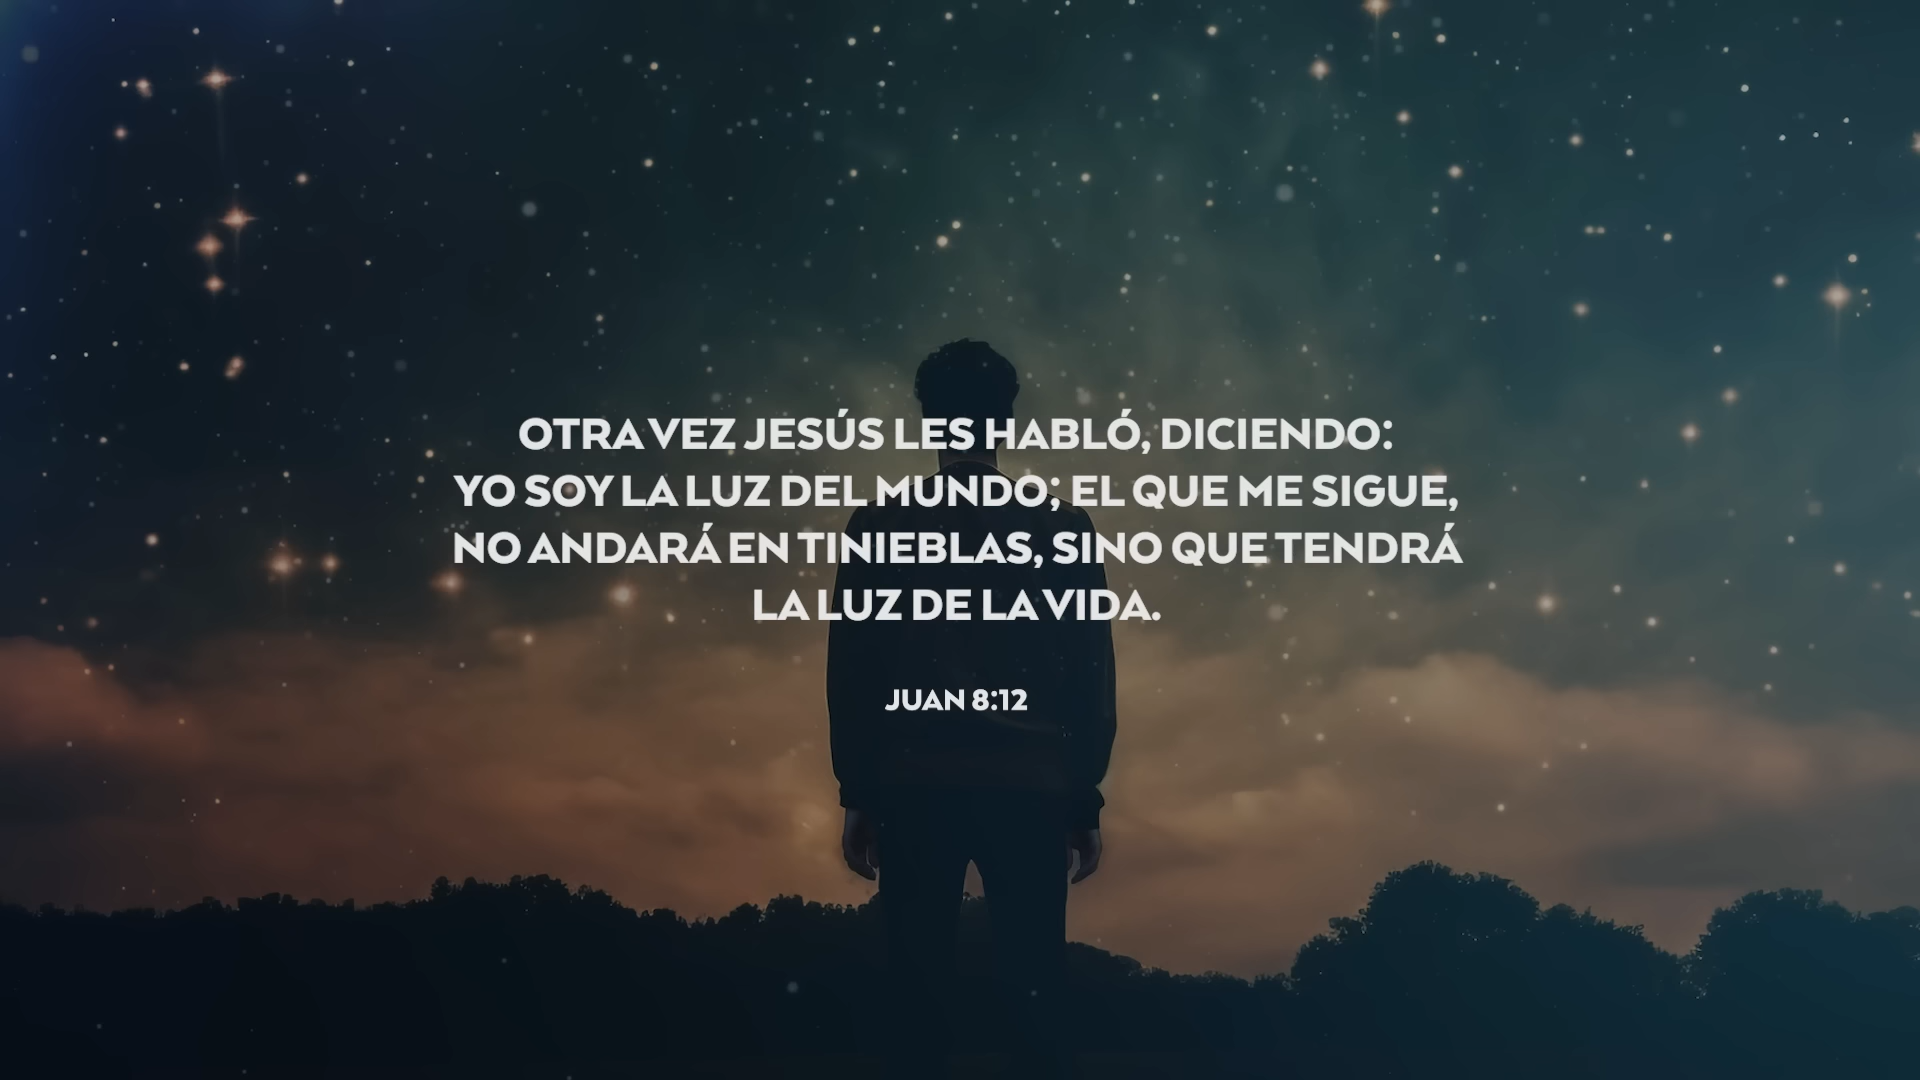 OTRA VEZ JESÚS LES HABLÓ, DICIENDO:
YO SOY LA LUZ DEL MUNDO; EL QUE ME SIGUE,
NO ANDARÁ EN TINIEBLAS, SINO QUE TENDRÁ
LA LUZ DE LA VIDA.
JUAN 8:12